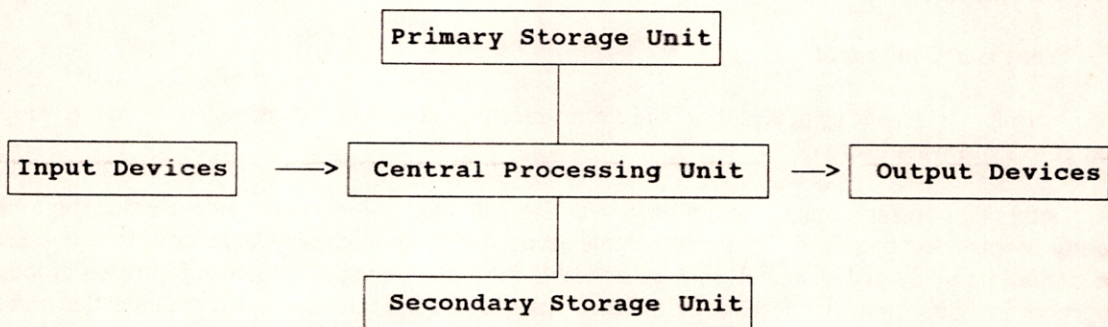 Primary Storage Unit
Input Devices ——> Central Processing Unit ——> Output Devices
Secondary Storage Unit